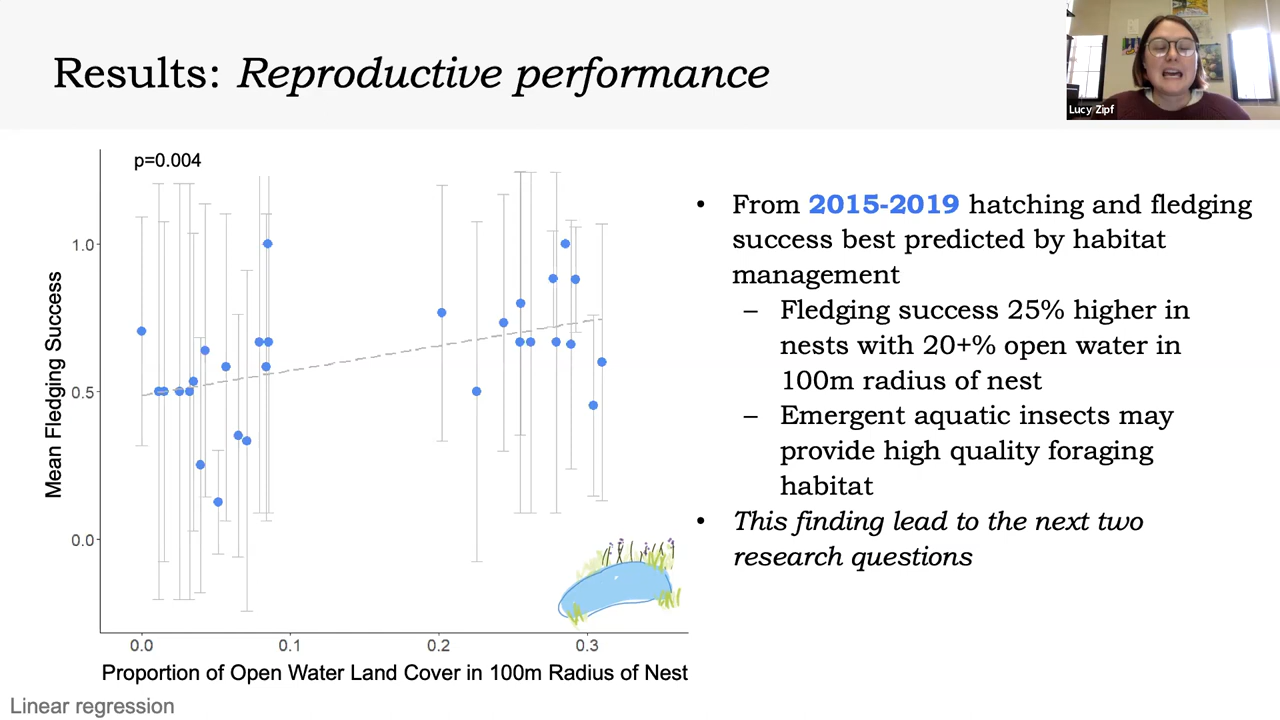 Results: Reproductive performance
Lucy Zipf
p=0.004
Mean Fledging Success
1.0
0.5
0.0
0.0 0.1 0.2 0.3
Proportion of Open Water Land Cover in 100m Radius of Nest
Linear regression
• From 2015-2019 hatching and fledging
success best predicted by habitat
management
– Fledging success 25% higher in
nests with 20+% open water in
100m radius of nest
– Emergent aquatic insects may
provide high quality foraging
habitat
• This finding lead to the next two
research questions